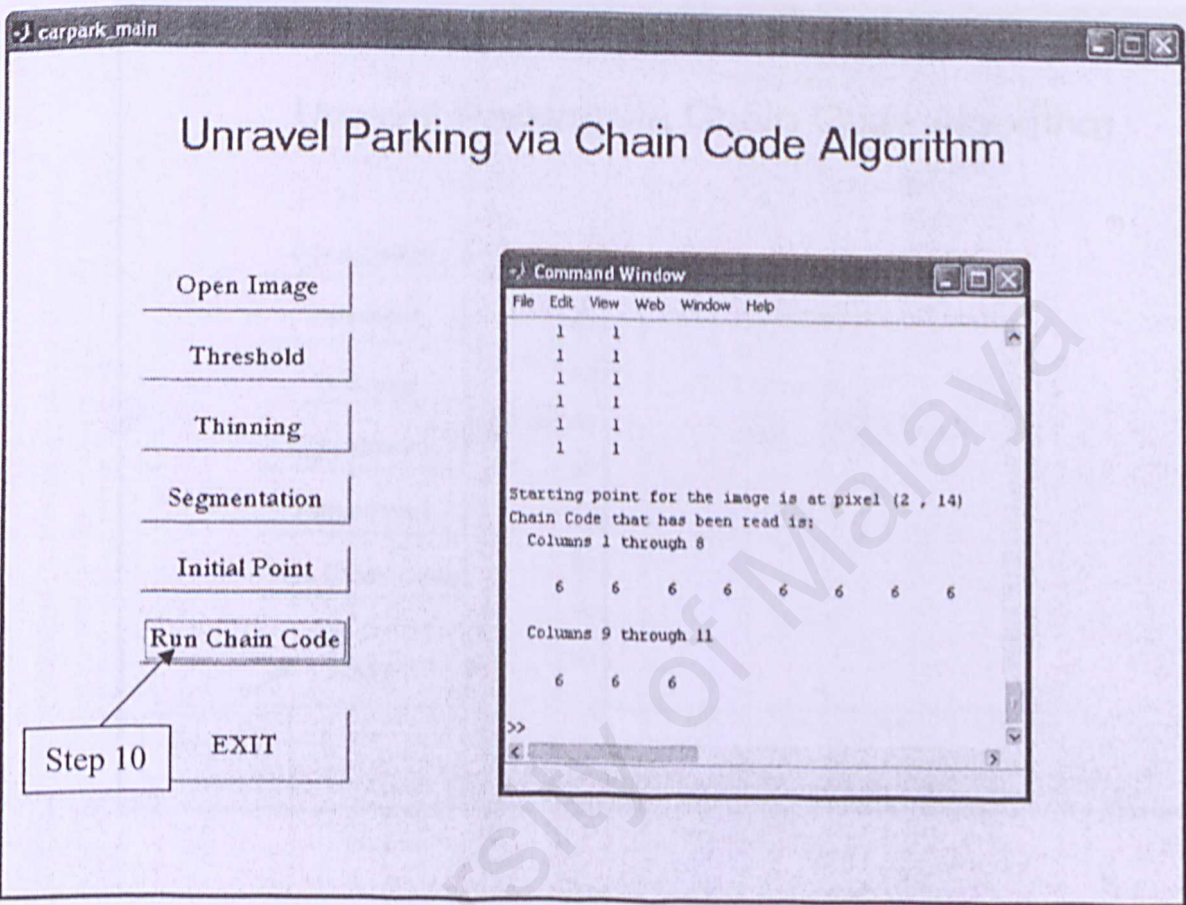 carpark_main
Unravel Parking via Chain Code Algorithm
Open Image
Threshold
Thinning
Segmentation
Initial Point
Run Chain Code
Step 10
EXIT
Command Window
File Edit View Web Window Help
1 1
1 1
1 1
1 1
1 1
1 1
Starting point for the image is at pixel (2 , 14)
Chain Code that has been read is:
Columns 1 through 8
6 6 6 6 6 6 6 6
Columns 9 through 11
6 6 6
>>
rsity of Malaya